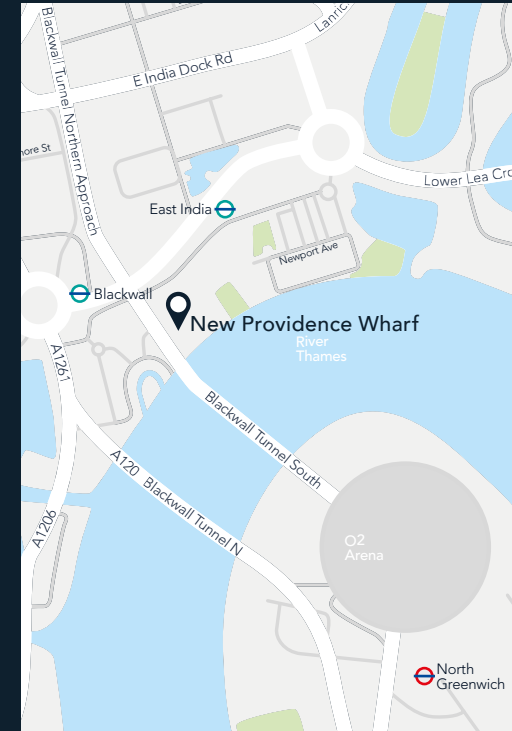 Lanric
Blackwall Tunnel Northern Approach
E India Dock Rd
more St
Lower Lea Cro
East India
Newport Ave
Blackwall
New Providence Wharf
River
Thames
A1261
Blackwall Tunnel South
A120 Blackwall Tunnel N
A1206
O2
Arena
North
Greenwich